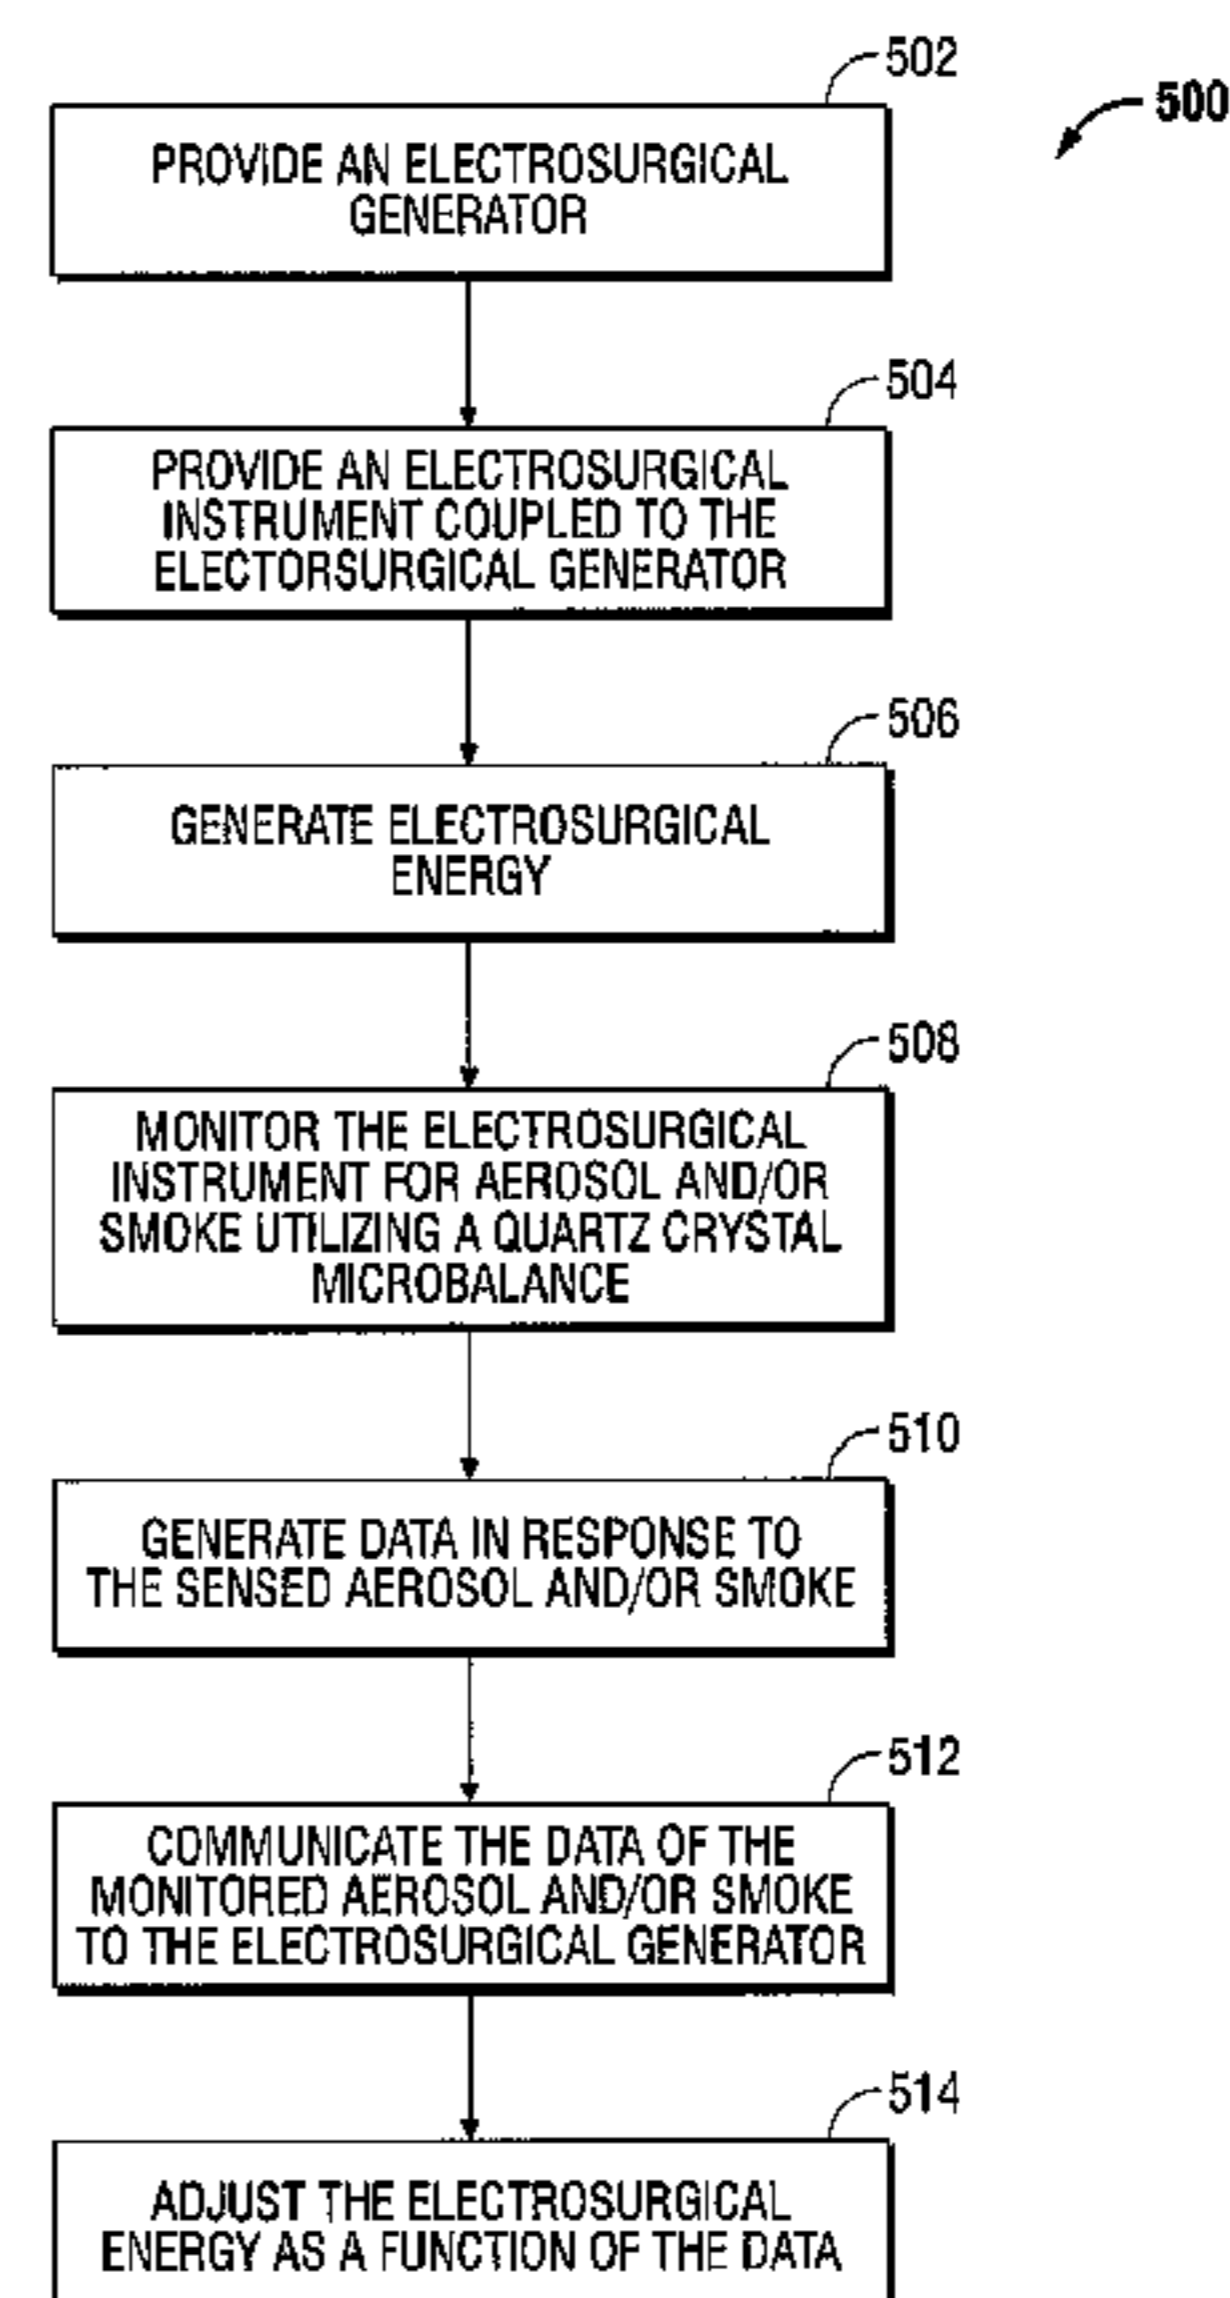 502
500
PROVIDE AN ELECTROSURGICAL
GENERATOR
504
PROVIDE AN ELECTROSURGICAL
INSTRUMENT COUPLED TO THE
ELECTORSURGICAL GENERATOR
506
GENERATE ELECTROSURGICAL
ENERGY
508
MONITOR THE ELECTROSURGICAL
INSTRUMENT FOR AEROSOL AND/OR
SMOKE UTILIZING A QUARTZ CRYSTAL
MICROBALANCE
510
GENERATE DATA IN RESPONSE TO
THE SENSED AEROSOL AND/OR SMOKE
512
COMMUNICATE THE DATA OF THE
MONITORED AEROSOL AND/OR SMOKE
TO THE ELECTROSURGICAL GENERATOR
514
ADJUST THE ELECTROSURGICAL
ENERGY AS A FUNCTION OF THE DATA